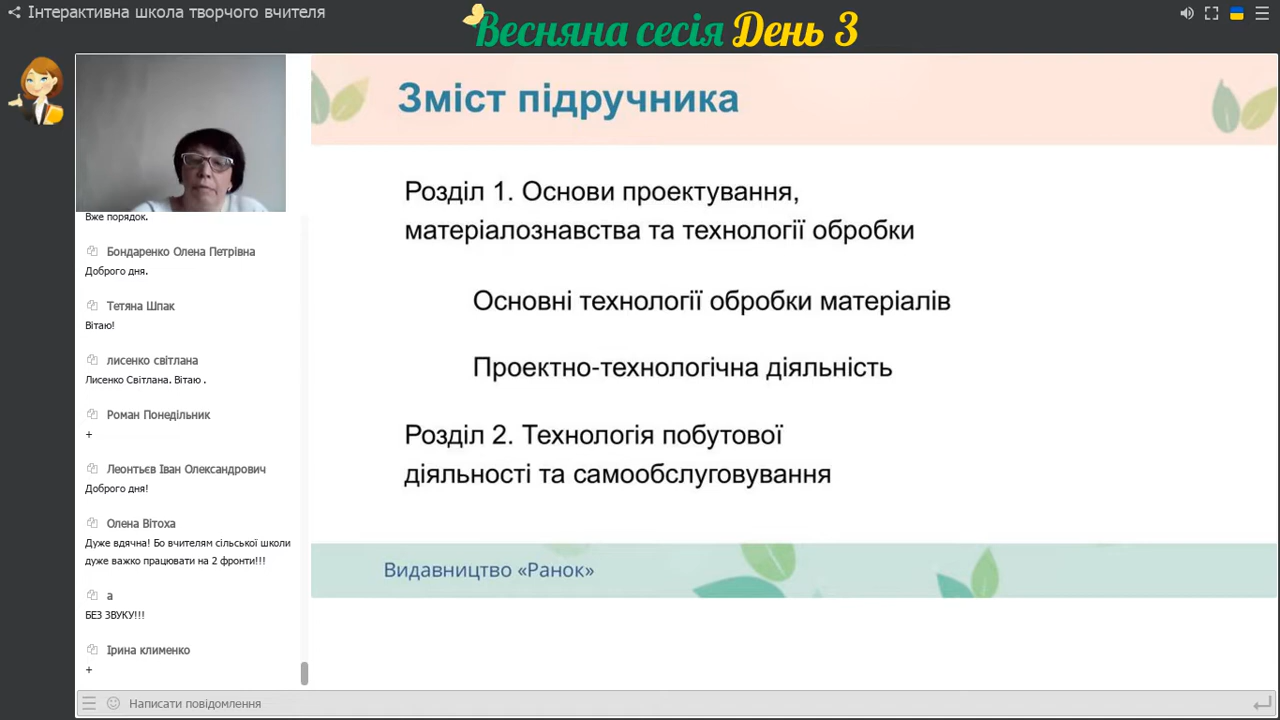 Інтерактивна школа творчого вчителя
Весняна сесія День 3
Вже порядок.
Бондаренко Олена Петрівна
Доброго дня.
Тетяна Шпак
Вітаю!
лисенко світлана
Лисенко Світлана. Вітаю .
Роман Понедільник
+
Леонтьєв Іван Олександрович
Доброго дня!
Олена Вітоха
Дуже вдячна! Бо вчителям сільської школи
дуже важко працювати на 2 фронти!!!
а
БЕЗ ЗВУКУ!!!
Ірина клименко
+
Написати повідомлення
Зміст підручника
Розділ 1. Основи проектування,
матеріалознавства та технології обробки
Основні технології обробки матеріалів
Проектно-технологічна діяльність
Розділ 2. Технологія побутової
діяльності та самообслуговування
Видавництво «Ранок»